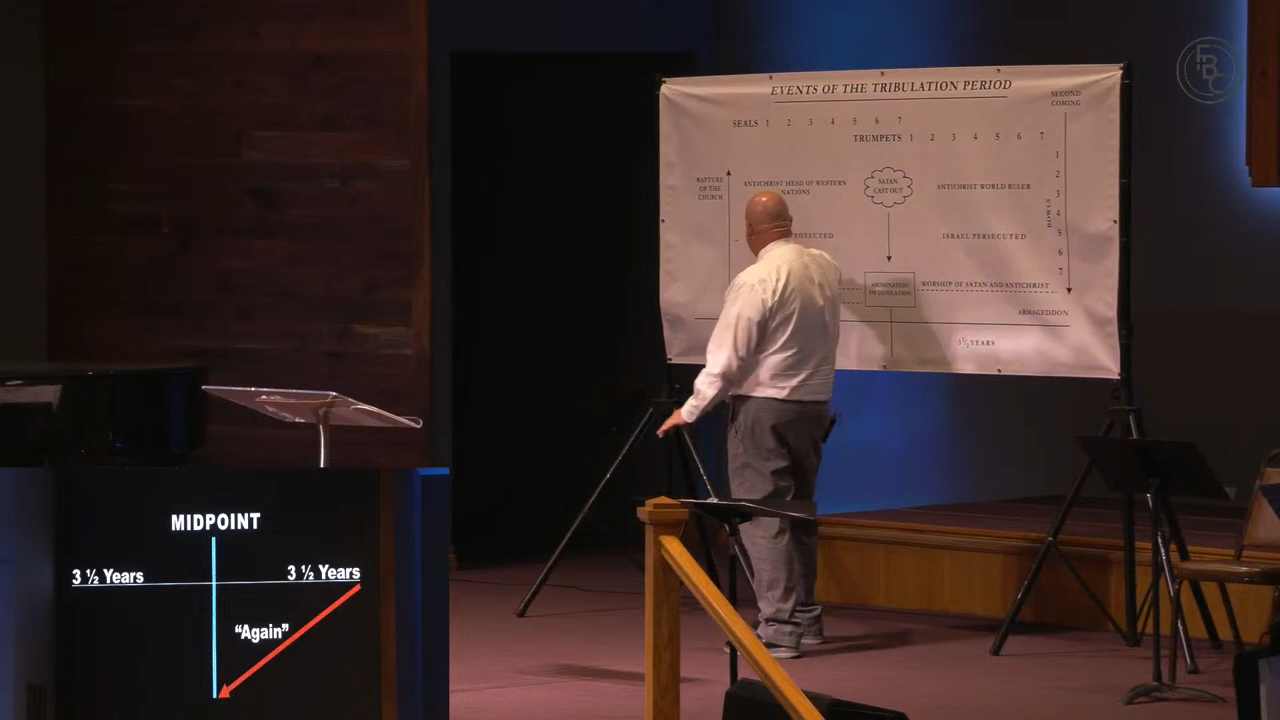 EVENTS OF THE TRIBULATION PERIOD
SECOND
COMING
SEALS 1 2 3 4 5 6 7
TRUMPETS 1 2 3 4 5 6 7
RAPTURE
OF THE
CHURCH
ANTICHRIST HEAD OF WESTERN
NATIONS
SATAN
CAST OUT
ANTICHRIST WORLD RULER
1
2
3
4
5
6
7
BOWLS
ISRAEL PERSECUTED
ABOMINATION
OF DESOLATION
WORSHIP OF SATAN AND ANTICHRIST
ARMAGEDDON
3 1/2 YEARS
MIDPOINT
3 ½ Years
3 ½ Years
“Again”
FBC